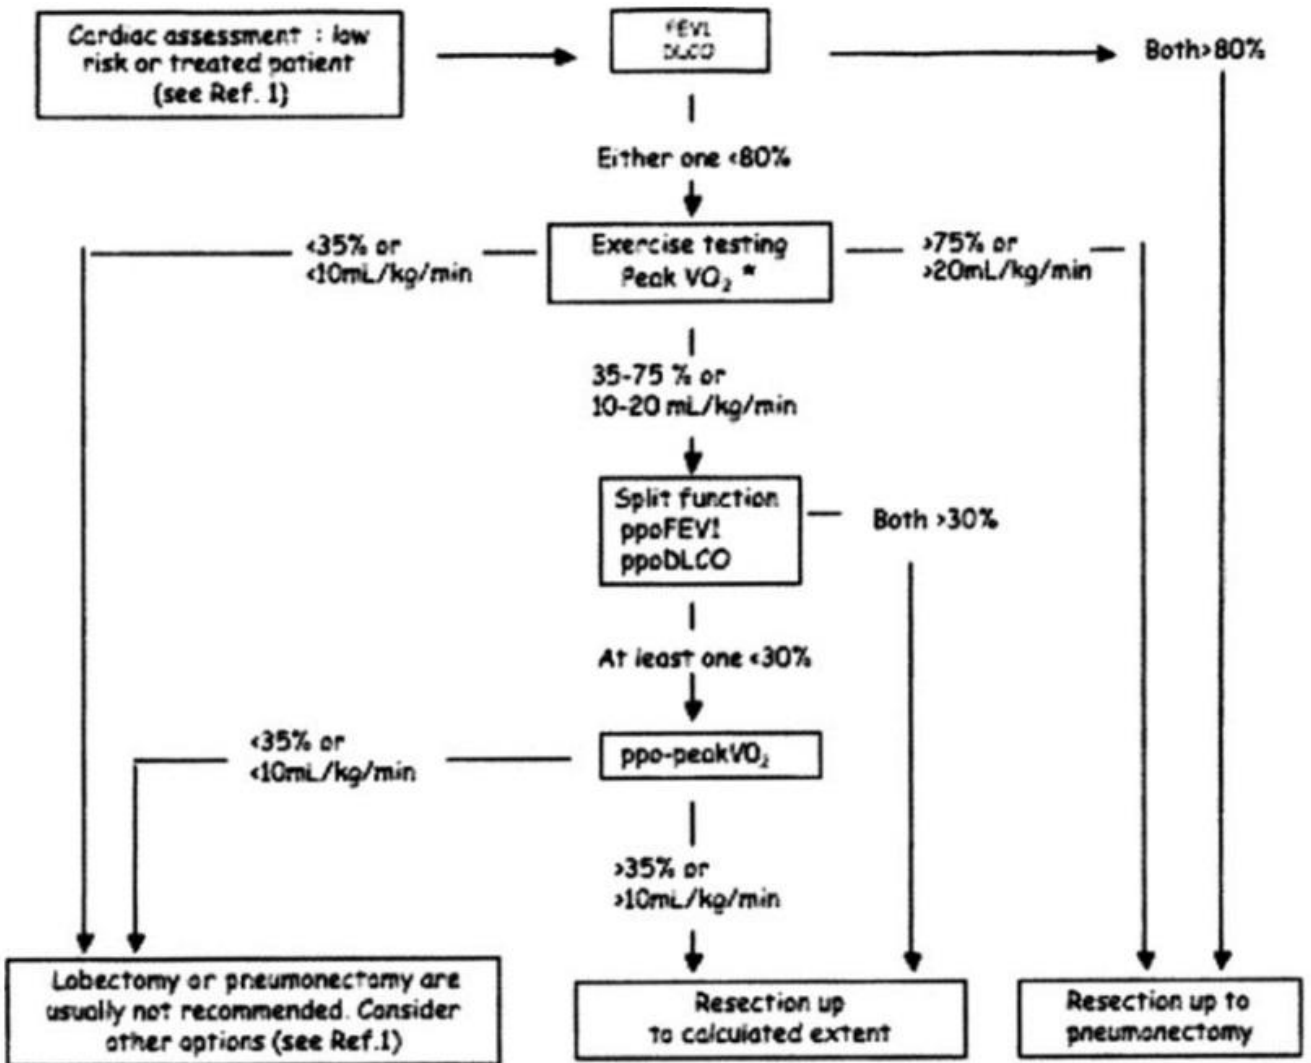 Cardiac assessment : low
risk or treated patient
(see Ref. 1)
FEV1
DLCO
Both>80%
Either one <80%
<35% or
<10mL/kg/min
Exercise testing
Peak VO₂ *
>75% or
>20mL/kg/min
35-75 % or
10-20 mL/kg/min
Split function
ppoFEV1
ppoDLCO
Both >30%
At least one <30%
<35% or
<10mL/kg/min
ppo-peakVO₂
>35% or
>10mL/kg/min
Lobectomy or pneumonectomy are
usually not recommended. Consider
other options (see Ref.1)
Resection up
to calculated extent
Resection up to
pneumonectomy